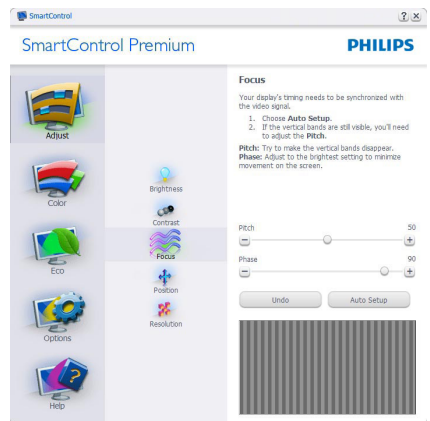 SmartControl
? ×
SmartControl Premium
PHILIPS
Adjust
Color
Eco
Options
?
Help
Brightness
Contrast
Focus
Position
Resolution
Focus
Your display's timing needs to be synchronized with
the video signal.
1. Choose Auto Setup.
2. If the vertical bands are still visible, you'll need
to adjust the Pitch.
Pitch: Try to make the vertical bands disappear.
Phase: Adjust to the brightest setting to minimize
movement on the screen.
Pitch 50
Phase 90
Undo Auto Setup